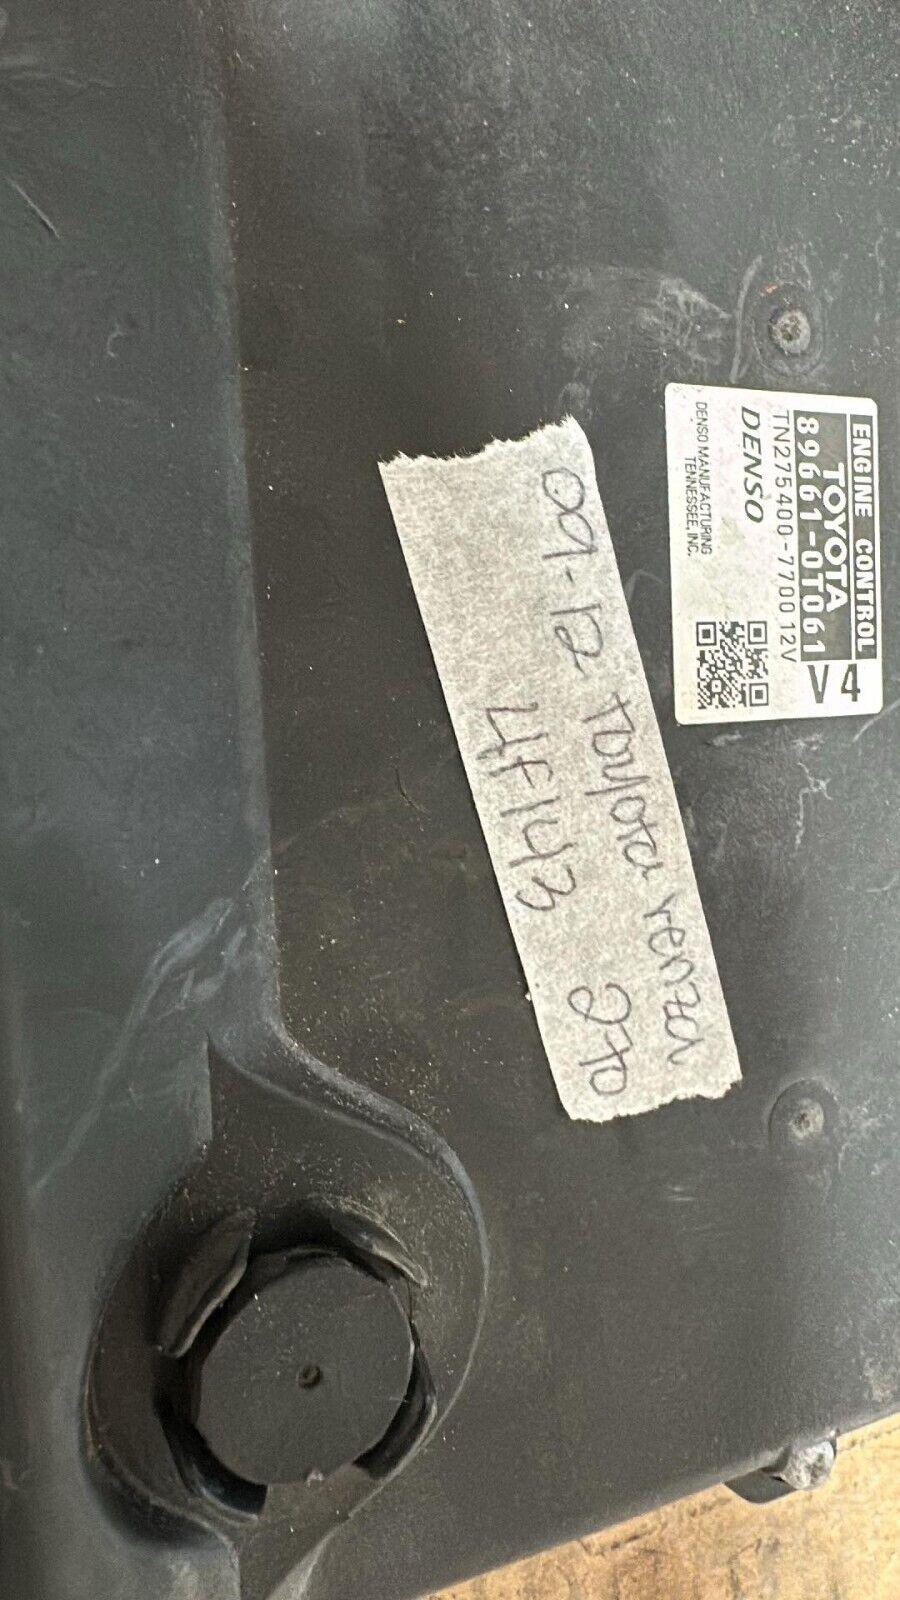 ENGINE CONTROL
TOYOTA
89661-0T061 V4
TN275400-7700 12V
DENSO
DENSO MANUFACTURING
TENNESSEE, INC.
09-12 toyota venza
4F143 270